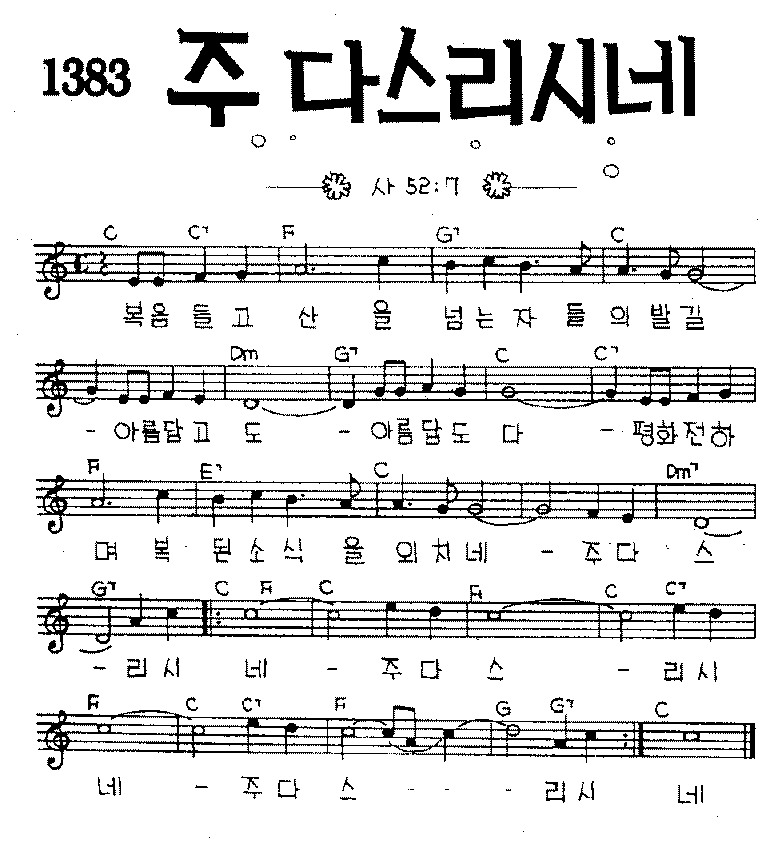 1383 주 다스리시네
사 52:7
C C7 F G7 C
복음 들 고 산 을 넘 는 자 들 의 발 길
Dm G7 C C7
- 아름답고 도 - 아름답도 다 - 평화전하
F E7 C Dm7
며 복 된 소 식 을 외 치 네 - 주 다 스
G7 C F C F C C7
- 리 시 네 - 주 다 스 - 리 시
F C C7 F G G7 C
네 - 주 다 스 - - - 리 시 네